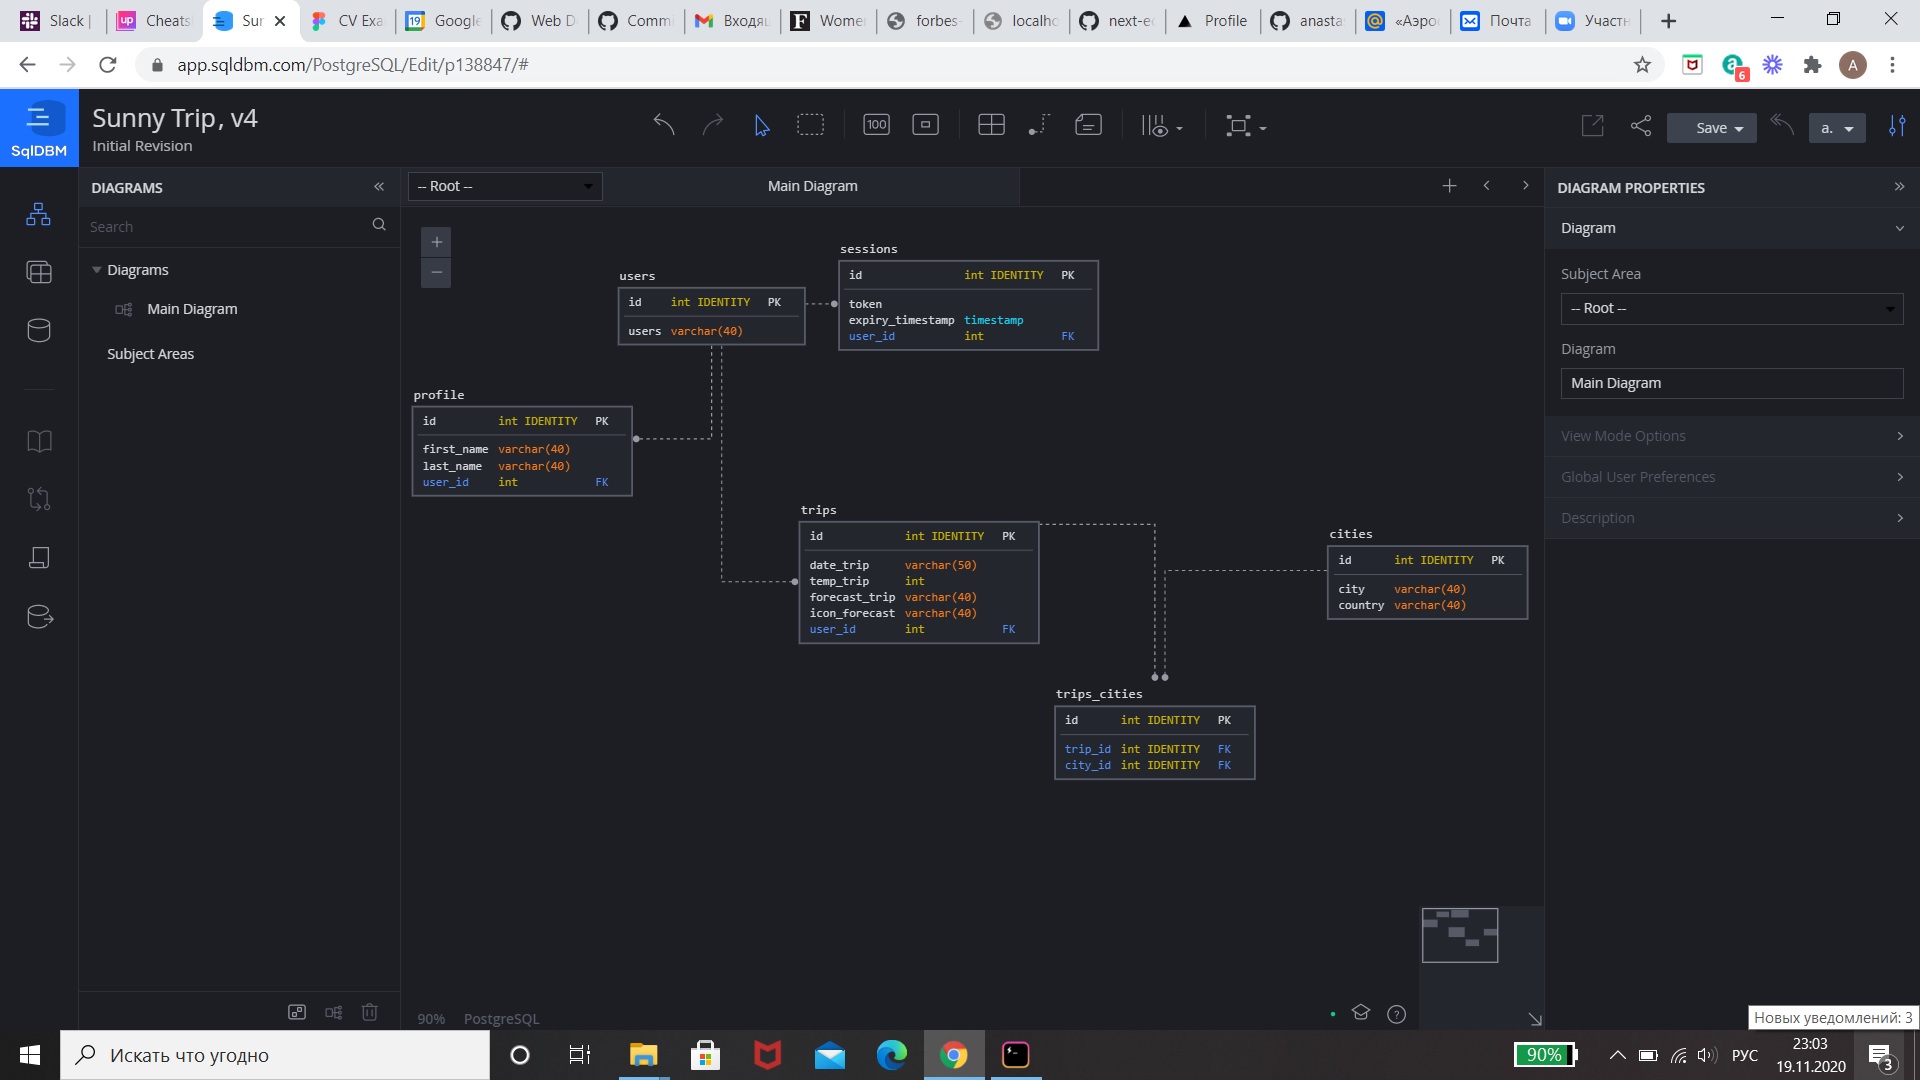 Slack |
Cheats
Sur
CV Exa
Google
Web D
Commi
Входящ
Women
forbes-
localho
next-ec
Profile
anasta
«Аэро
Почта
Участн
app.sqldbm.com/PostgreSQL/Edit/p138847/#
6
A
SqlDBM
Sunny Trip, v4
Initial Revision
100
Save
a.
DIAGRAMS
-- Root --
Main Diagram
DIAGRAM PROPERTIES
Search
Diagram
Diagrams
Main Diagram
Subject Areas
Subject Area
-- Root --
Diagram
Main Diagram
View Mode Options
Global User Preferences
Description
users
id int IDENTITY PK
users varchar(40)
sessions
id int IDENTITY PK
token
expiry_timestamp timestamp
user_id int FK
profile
id int IDENTITY PK
first_name varchar(40)
last_name varchar(40)
user_id int FK
trips
id int IDENTITY PK
date_trip varchar(50)
temp_trip int
forecast_trip varchar(40)
icon_forecast varchar(40)
user_id int FK
cities
id int IDENTITY PK
city varchar(40)
country varchar(40)
trips_cities
id int IDENTITY PK
trip_id int IDENTITY FK
city_id int IDENTITY FK
90% PostgreSQL
Новых уведомлений: 3
Искать что угодно
90%
РУС
23:03
19.11.2020
3